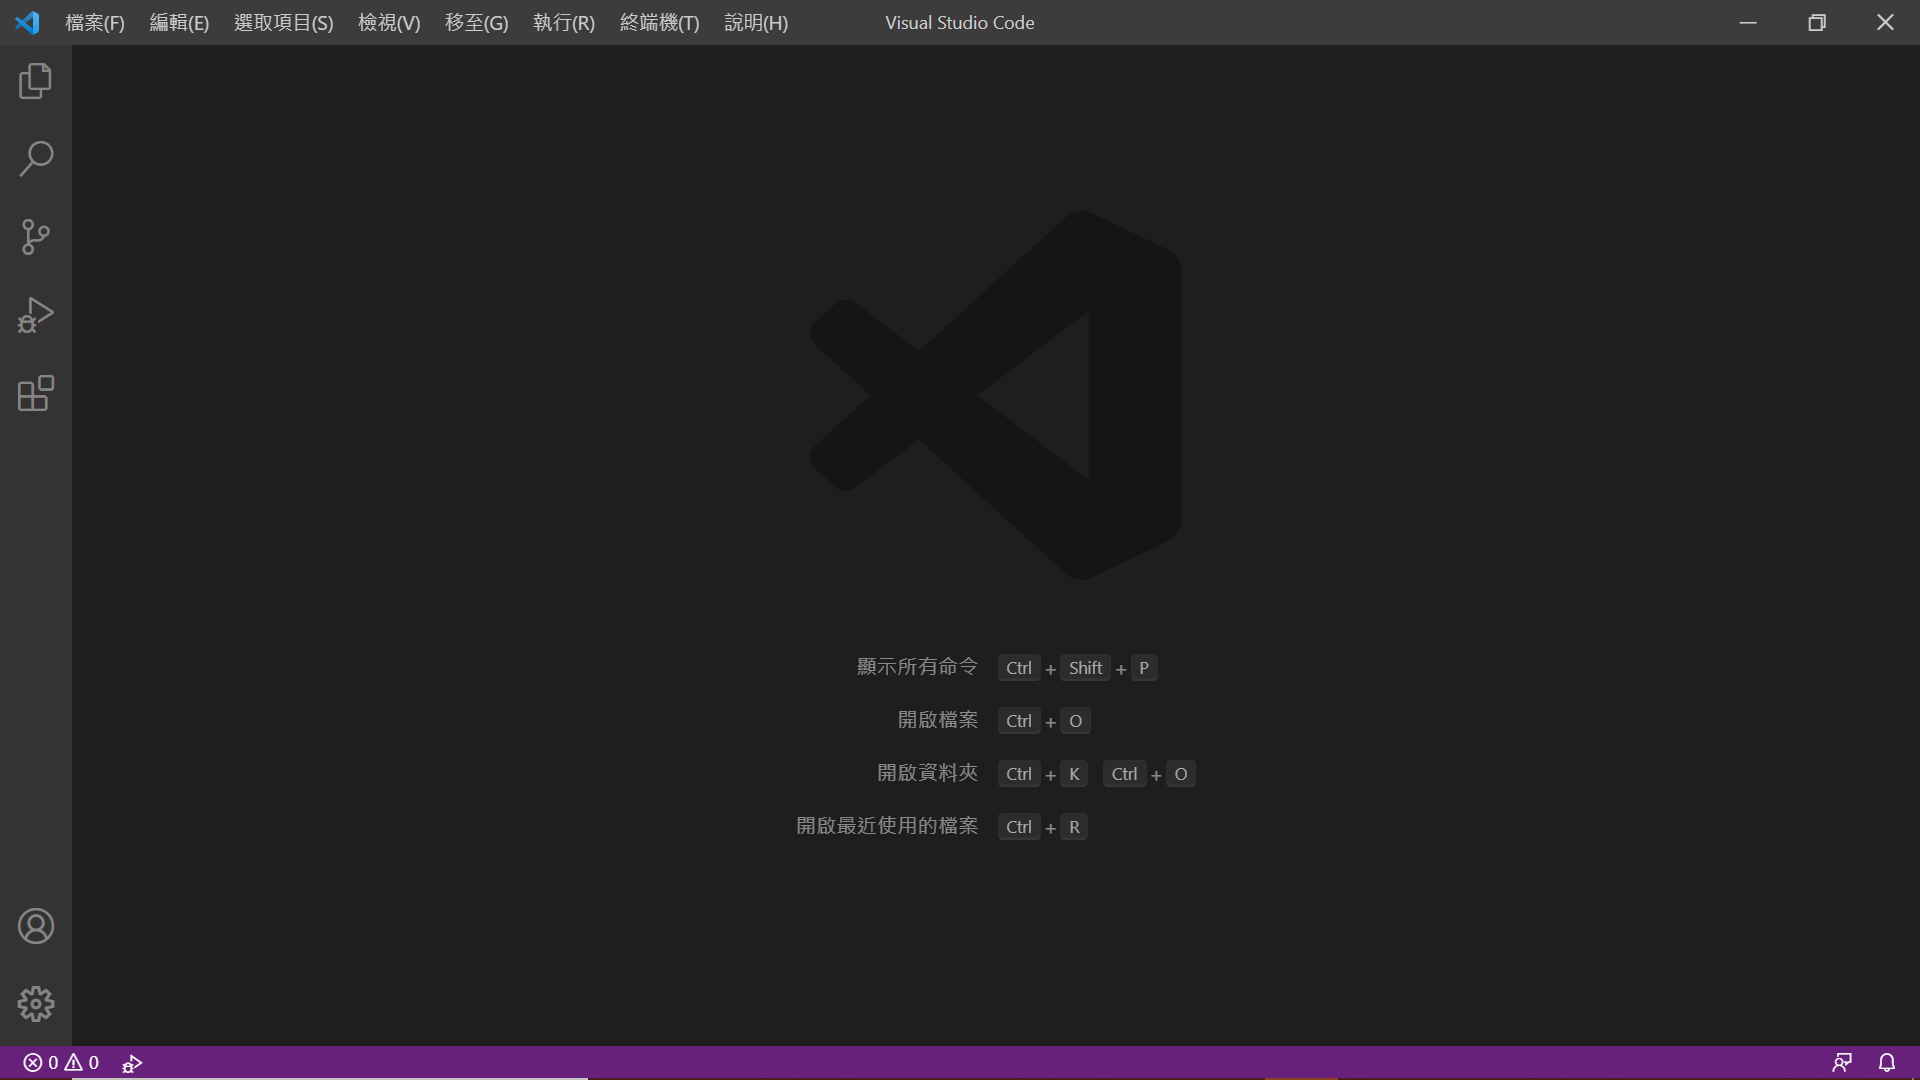 檔案(F) 編輯(E) 選取項目(S) 檢視(V) 移至(G) 執行(R) 終端機(T) 說明(H) Visual Studio Code
顯示所有命令 Ctrl + Shift + P
開啟檔案 Ctrl + O
開啟資料夾 Ctrl + K Ctrl + O
開啟最近使用的檔案 Ctrl + R
0 0